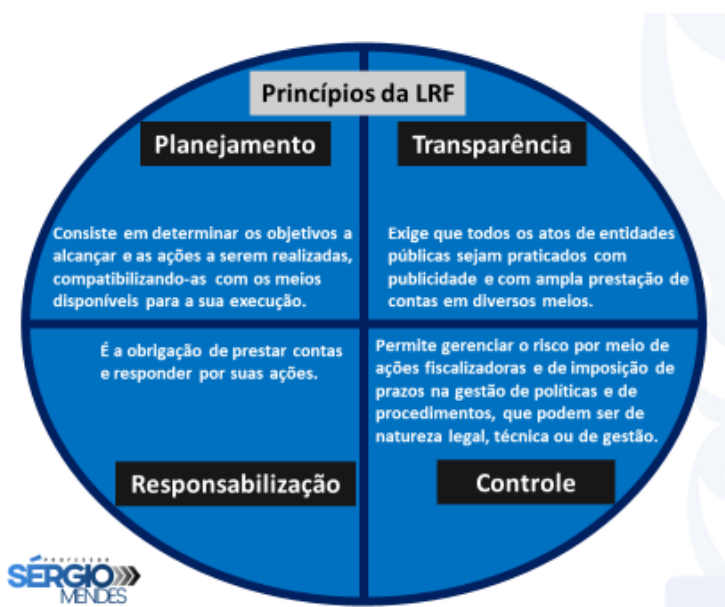 Princípios da LRF
Planejamento
Consiste em determinar os objetivos a
alcançar e as ações a serem realizadas,
compatibilizando-as com os meios
disponíveis para a sua execução.
Transparência
Exige que todos os atos de entidades
públicas sejam praticados com
publicidade e com ampla prestação de
contas em diversos meios.
É a obrigação de prestar contas
e responder por suas ações.
Responsabilização
Permite gerenciar o risco por meio de
ações fiscalizadoras e de imposição de
prazos na gestão de políticas e de
procedimentos, que podem ser de
natureza legal, técnica ou de gestão.
Controle
PROFESSOR
SÉRGIO
MENDES